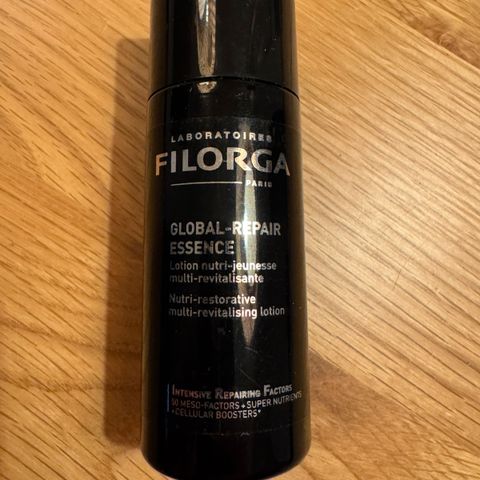 LABORATOIRES
FILORGA
PARIS
GLOBAL-REPAIR
ESSENCE
Lotion nutri-jeunesse
multi-revitalisante
Nutri-restorative
multi-revitalising lotion
INTENSIVE REPAIRING FACTORS
50 MESO-FACTORS + SUPER NUTRIENTS
+ CELLULAR BOOSTERS*